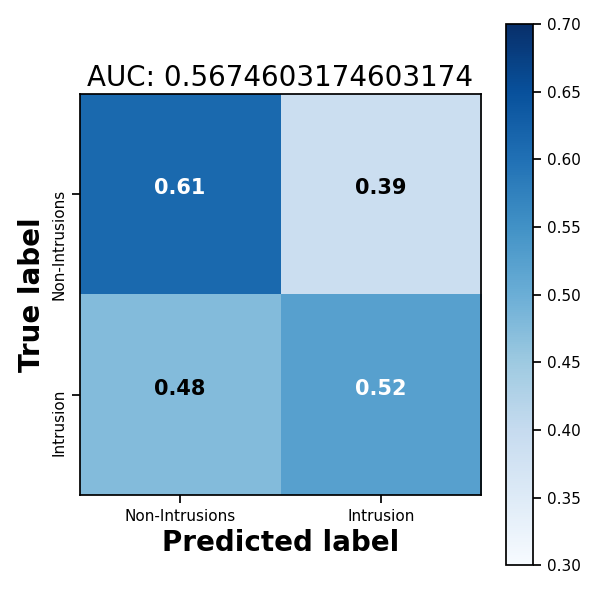 AUC: 0.5674603174603174
0.61
0.39
0.48
0.52
True label
Non-Intrusions
Intrusion
Non-Intrusions
Intrusion
Predicted label
0.70
0.65
0.60
0.55
0.50
0.45
0.40
0.35
0.30